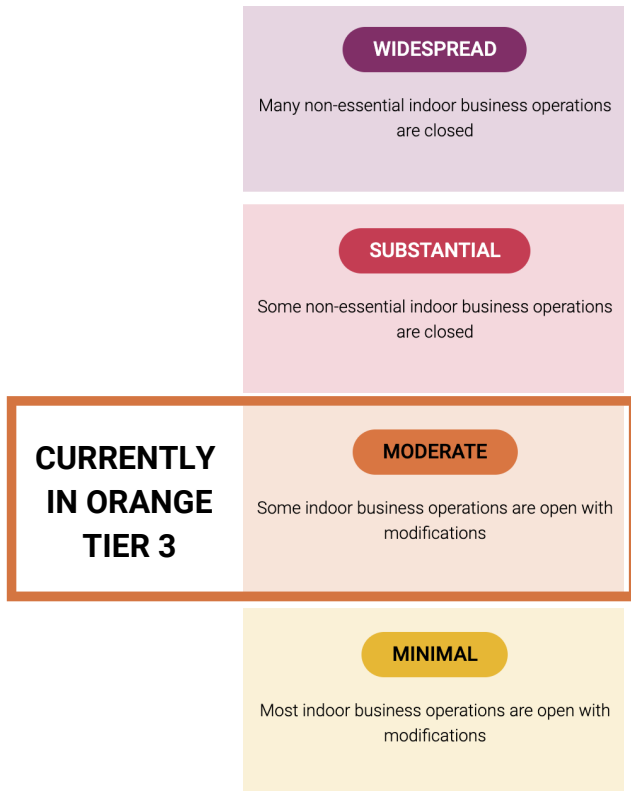 WIDESPREAD
Many non-essential indoor business operations
are closed
SUBSTANTIAL
Some non-essential indoor business operations
are closed
CURRENTLY
IN ORANGE
TIER 3
MODERATE
Some indoor business operations are open with
modifications
MINIMAL
Most indoor business operations are open with
modifications